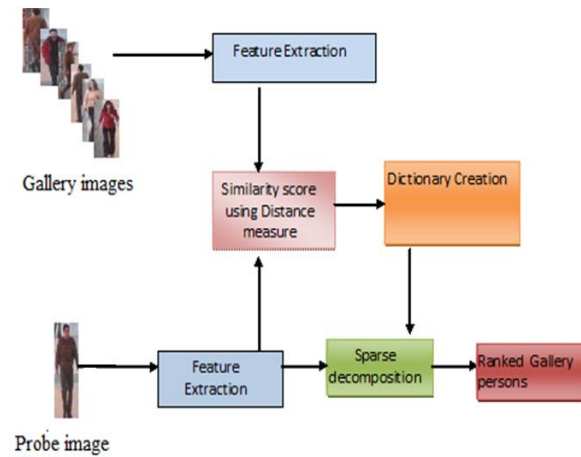 Feature Extraction
Gallery images
Similarity score
using Distance
measure
Dictionary Creation
Probe image
Feature
Extraction
Sparse
decomposition
Ranked Gallery
persons